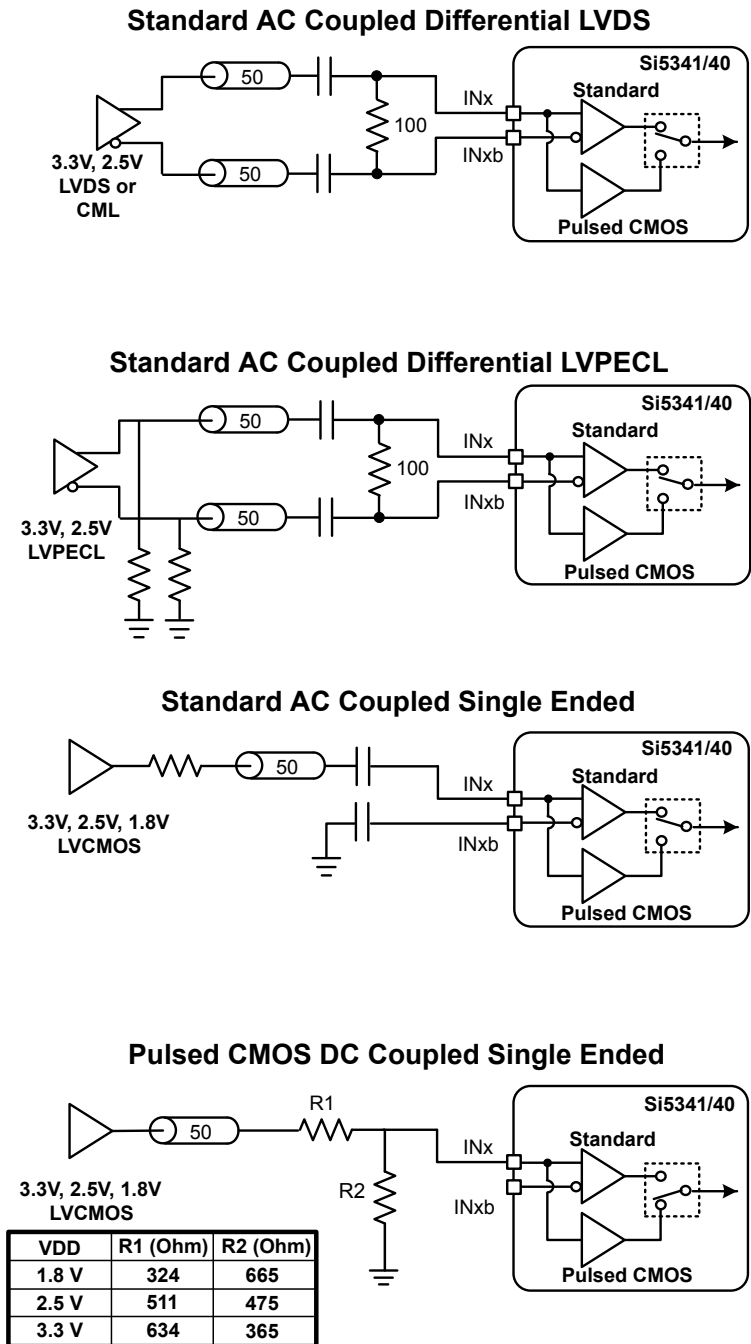 Standard AC Coupled Differential LVDS
50
50
100
3.3V, 2.5V
LVDS or
CML
INx
INxb
Si5341/40
Standard
Pulsed CMOS
Standard AC Coupled Differential LVPECL
50
50
100
3.3V, 2.5V
LVPECL
INx
INxb
Si5341/40
Standard
Pulsed CMOS
Standard AC Coupled Single Ended
50
3.3V, 2.5V, 1.8V
LVCMOS
INx
INxb
Si5341/40
Standard
Pulsed CMOS
Pulsed CMOS DC Coupled Single Ended
50
R1
R2
3.3V, 2.5V, 1.8V
LVCMOS
INx
INxb
Si5341/40
Standard
Pulsed CMOS
VDD R1 (Ohm) R2 (Ohm)
1.8 V 324 665
2.5 V 511 475
3.3 V 634 365